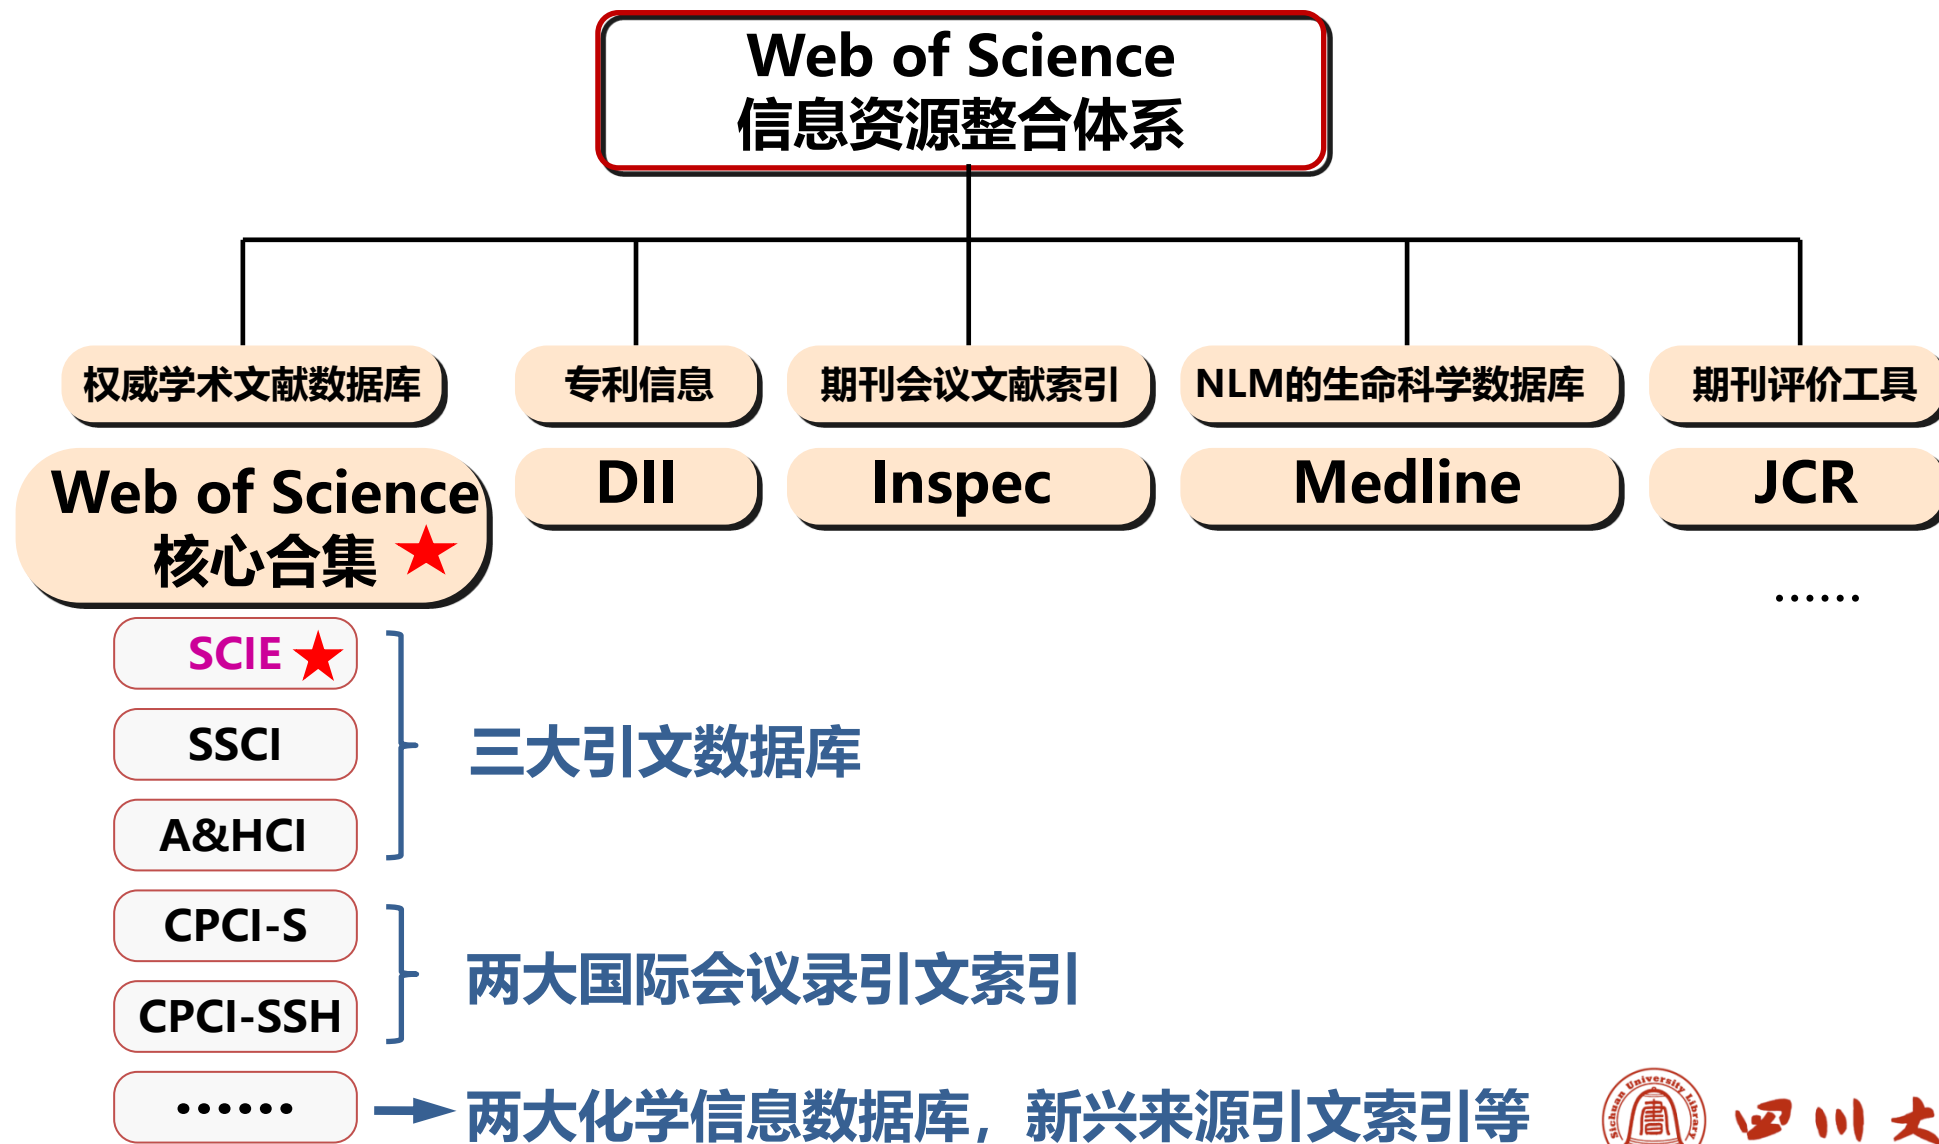 Web of Science
信息资源整合体系
权威学术文献数据库
专利信息
期刊会议文献索引
NLM的生命科学数据库
期刊评价工具
Web of Science
核心合集
DII
Inspec
Medline
JCR
······
SCIE
SSCI
A&HCI
三大引文数据库
CPCI-S
CPCI-SSH
两大国际会议录引文索引
······
两大化学信息数据库，新兴来源引文索引等
Sichuan University Library
四川大